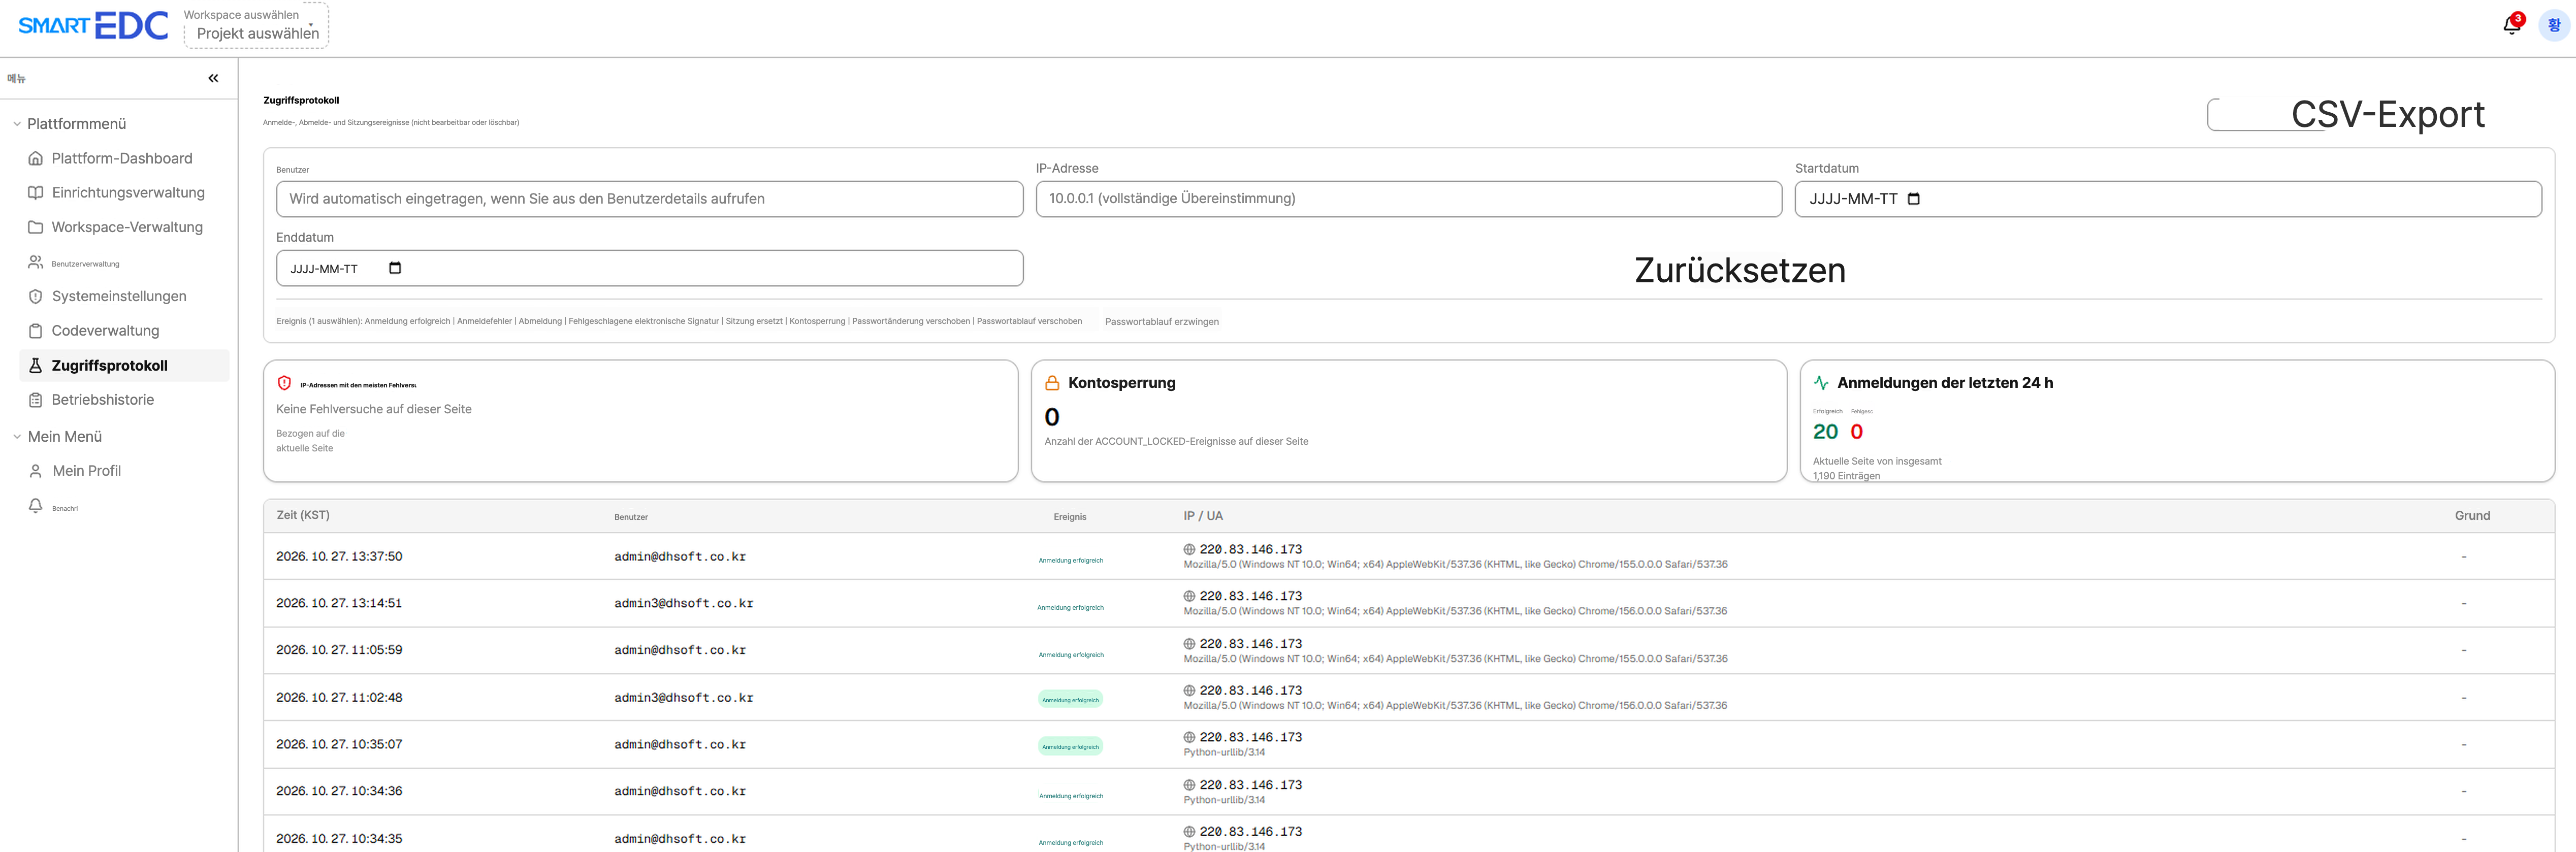 SMART EDC
Workspace auswählen
Projekt auswählen
3
황
메뉴
Plattformmenü
Plattform-Dashboard
Einrichtungsverwaltung
Workspace-Verwaltung
Benutzerverwaltung
Systemeinstellungen
Codeverwaltung
Zugriffsprotokoll
Betriebshistorie
Mein Menü
Mein Profil
Benachri
Zugriffsprotokoll
Anmelde-, Abmelde- und Sitzungsereignisse (nicht bearbeitbar oder löschbar)
CSV-Export
Benutzer
Wird automatisch eingetragen, wenn Sie aus den Benutzerdetails aufrufen
IP-Adresse
10.0.0.1 (vollständige Übereinstimmung)
Startdatum
JJJJ-MM-TT
Enddatum
JJJJ-MM-TT
Zurücksetzen
Ereignis (1 auswählen): Anmeldung erfolgreich | Anmeldefehler | Abmeldung | Fehlgeschlagene elektronische Signatur | Sitzung ersetzt | Kontosperrung | Passwortänderung verschoben | Passwortablauf verschoben Passwortablauf erzwingen
IP-Adressen mit den meisten Fehlversu
Keine Fehlversuche auf dieser Seite
Bezogen auf die
aktuelle Seite
Kontosperrung
0
Anzahl der ACCOUNT_LOCKED-Ereignisse auf dieser Seite
Anmeldungen der letzten 24 h
Erfolgreich Fehlgesc
20 0
Aktuelle Seite von insgesamt
1,190 Einträgen
Zeit (KST) Benutzer Ereignis IP / UA Grund
2026. 10. 27. 13:37:50 admin@dhsoft.co.kr Anmeldung erfolgreich 220.83.146.173 -
Mozilla/5.0 (Windows NT 10.0; Win64; x64) AppleWebKit/537.36 (KHTML, like Gecko) Chrome/155.0.0.0 Safari/537.36
2026. 10. 27. 13:14:51 admin3@dhsoft.co.kr Anmeldung erfolgreich 220.83.146.173 -
Mozilla/5.0 (Windows NT 10.0; Win64; x64) AppleWebKit/537.36 (KHTML, like Gecko) Chrome/156.0.0.0 Safari/537.36
2026. 10. 27. 11:05:59 admin@dhsoft.co.kr Anmeldung erfolgreich 220.83.146.173 -
Mozilla/5.0 (Windows NT 10.0; Win64; x64) AppleWebKit/537.36 (KHTML, like Gecko) Chrome/155.0.0.0 Safari/537.36
2026. 10. 27. 11:02:48 admin3@dhsoft.co.kr Anmeldung erfolgreich 220.83.146.173 -
Mozilla/5.0 (Windows NT 10.0; Win64; x64) AppleWebKit/537.36 (KHTML, like Gecko) Chrome/156.0.0.0 Safari/537.36
2026. 10. 27. 10:35:07 admin@dhsoft.co.kr Anmeldung erfolgreich 220.83.146.173 -
Python-urllib/3.14
2026. 10. 27. 10:34:36 admin@dhsoft.co.kr Anmeldung erfolgreich 220.83.146.173 -
Python-urllib/3.14
2026. 10. 27. 10:34:35 admin@dhsoft.co.kr Anmeldung erfolgreich 220.83.146.173 -
Python-urllib/3.14